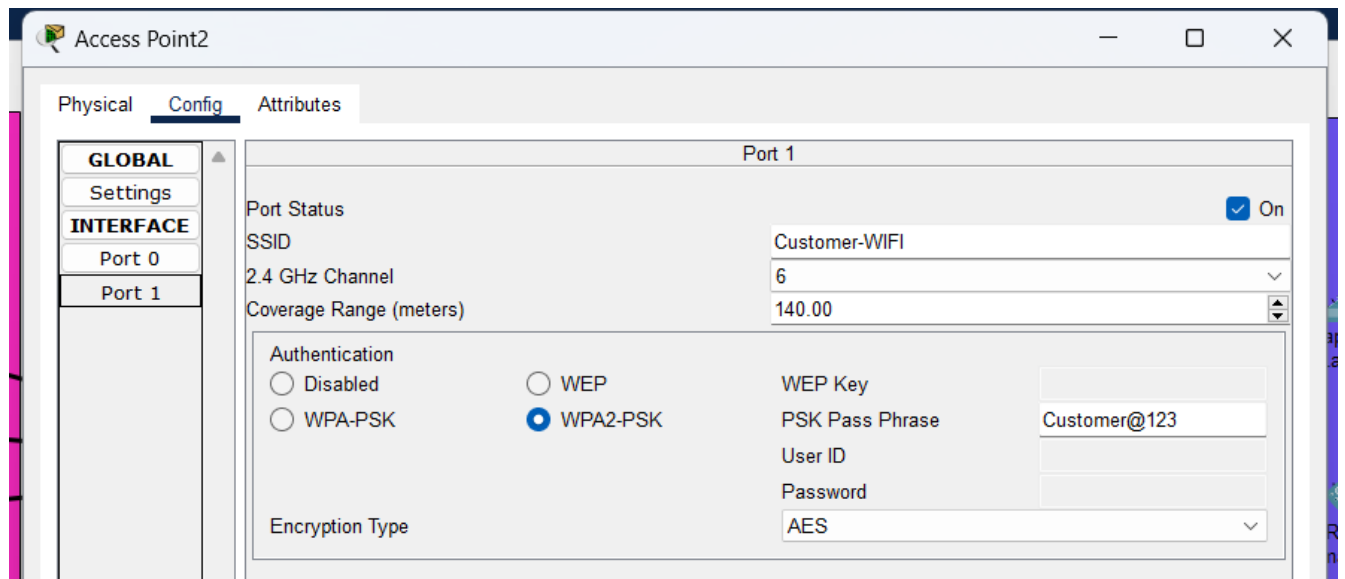 Access Point2
Physical Config Attributes
GLOBAL
Settings
INTERFACE
Port 0
Port 1
Port 1
Port Status On
SSID Customer-WIFI
2.4 GHz Channel 6
Coverage Range (meters) 140.00
Authentication
Disabled WEP WEP Key
WPA-PSK WPA2-PSK PSK Pass Phrase Customer@123
User ID
Password
Encryption Type AES